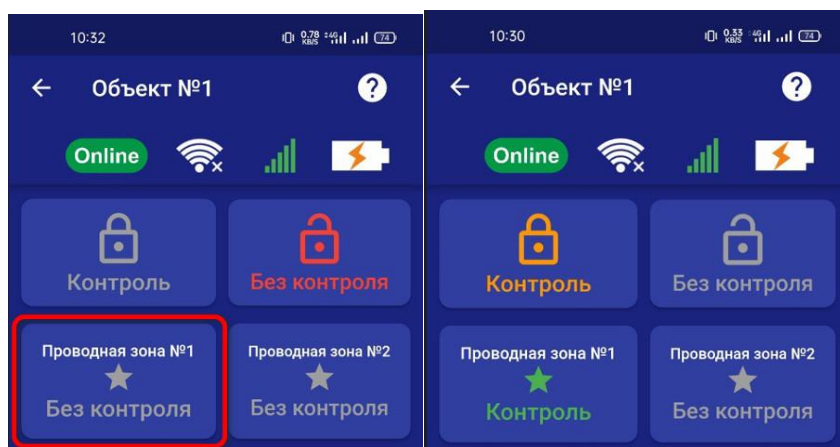 10:32
0.78 KB/S 4G 74
Объект №1
?
Online
Контроль
Без контроля
Проводная зона №1
Без контроля
Проводная зона №2
Без контроля
10:30
0.33 KB/S 4G 74
Объект №1
?
Online
Контроль
Без контроля
Проводная зона №1
Контроль
Проводная зона №2
Без контроля